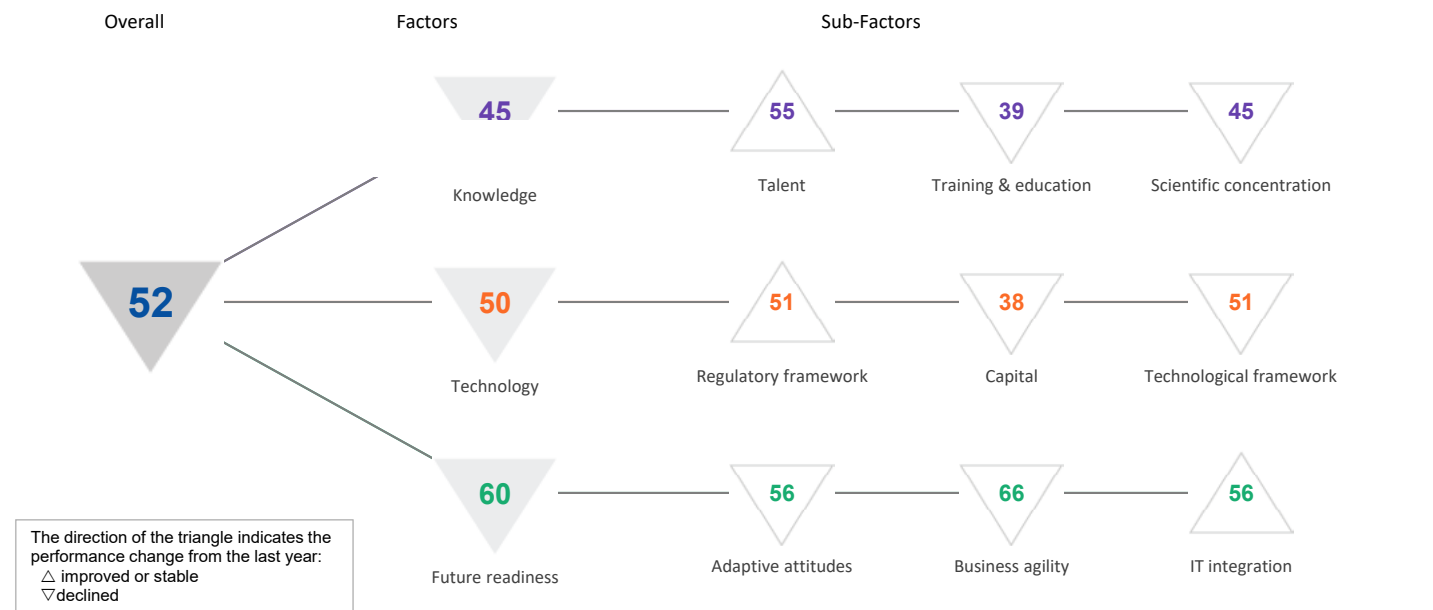 Overall Factors Sub-Factors
45 55 39 45
Knowledge Talent Training & education Scientific concentration
52 50 51 38 51
Technology Regulatory framework Capital Technological framework
60 56 66 56
Future readiness Adaptive attitudes Business agility IT integration
The direction of the triangle indicates the
performance change from the last year:
△ improved or stable
▽declined